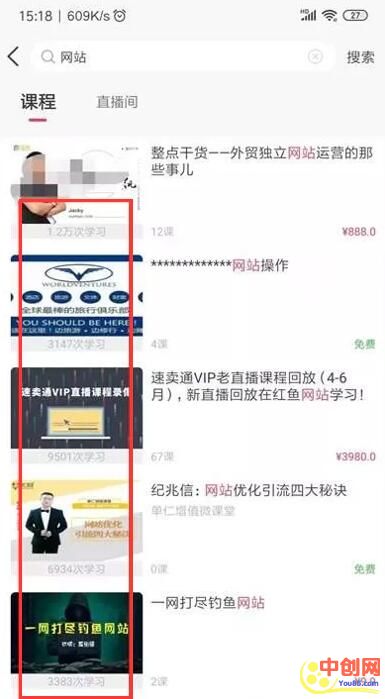 15:18 | 609K/s
HD
27
网站
搜索
课程
直播间
Jacky
1.2万次学习
整点干货——外贸独立网站运营的那
些事儿
12课
¥888.0
WORLDVENTURES
酒店
旅游
文体
财富
全球最棒的旅行俱乐部
YOU SHOULD BE HERE!
3147次学习
*************网站操作
4课
免费
速卖通VIP直播课程录像
9501次学习
速卖通VIP老直播课程回放（4-6
月），新直播回放在红鱼网站学习！
67课
¥3980.0
网站优化
引流四大秘诀
6934次学习
纪兆信：网站优化引流四大秘诀
单仁增值微课堂
0课
免费
一网打尽钓鱼网站
3383次学习
一网打尽钓鱼网站
2课
中创网
You86.com